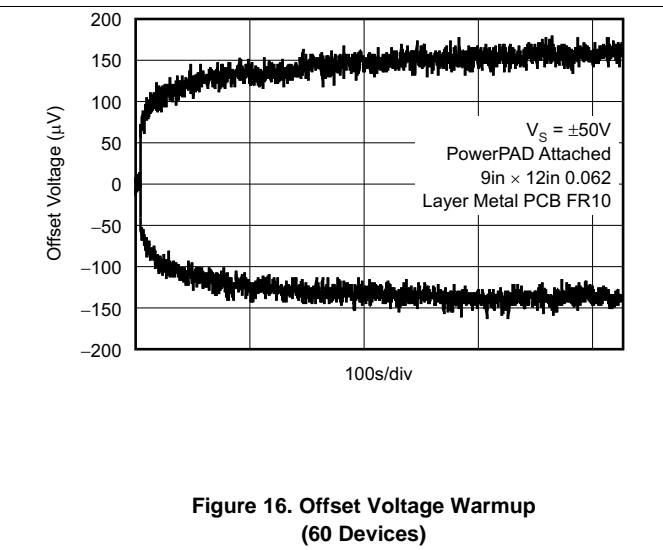 200
150
100
50
0
−50
−100
−150
−200
Offset Voltage (μV)
VS = ±50V
PowerPAD Attached
9in × 12in 0.062
Layer Metal PCB FR10
100s/div
Figure 16. Offset Voltage Warmup
(60 Devices)